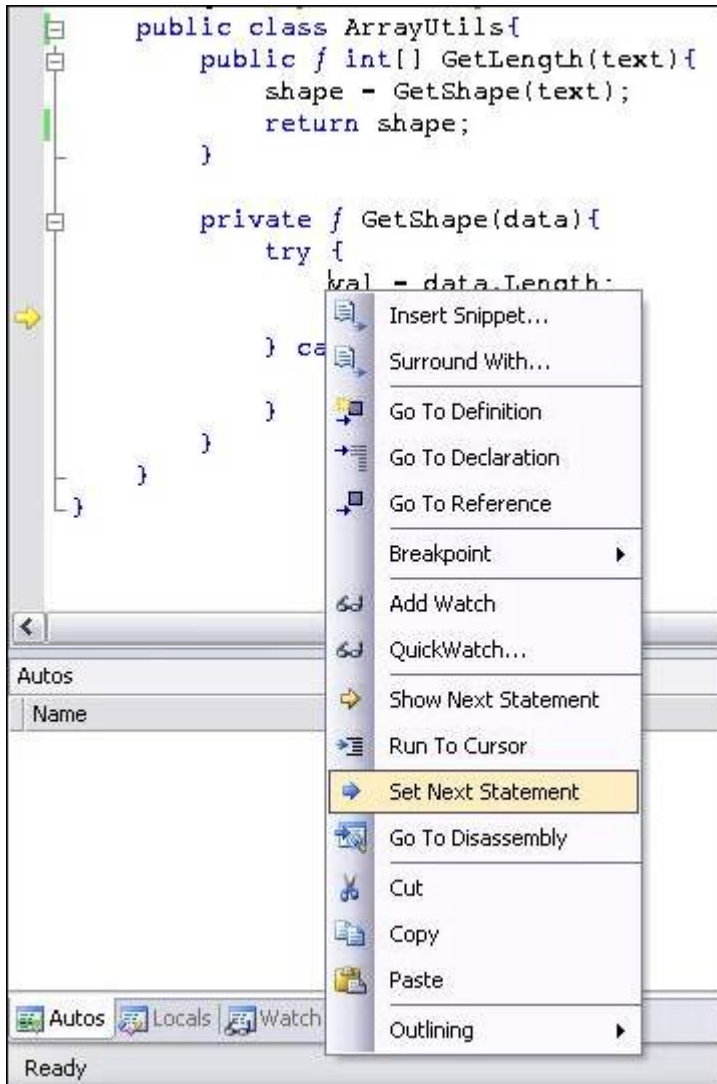 public class ArrayUtils{
public f int[] GetLength(text){
shape = GetShape(text);
return shape;
}
private f GetShape(data){
try {
val = data.Length;
} ca
}
}
}
}
Insert Snippet...
Surround With...
Go To Definition
Go To Declaration
Go To Reference
Breakpoint
Add Watch
QuickWatch...
Show Next Statement
Run To Cursor
Set Next Statement
Go To Disassembly
Cut
Copy
Paste
Outlining
Autos
Name
Autos Locals Watch
Ready